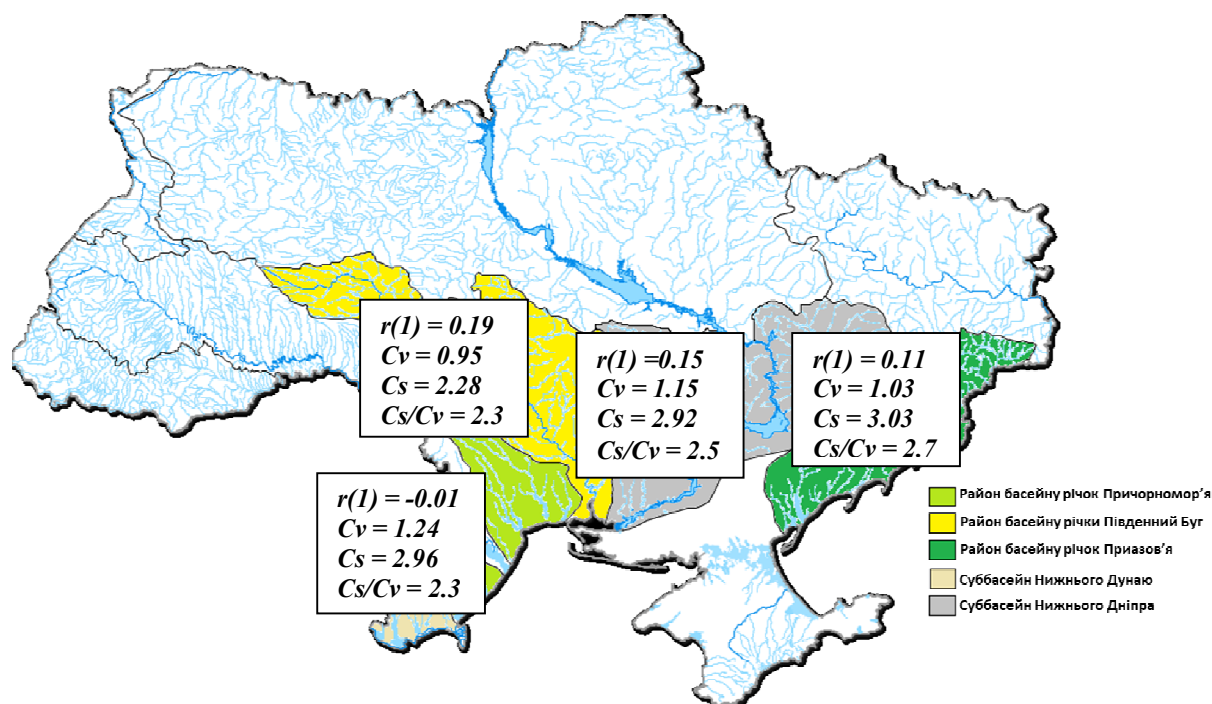 r(1) = 0.19
Cv = 0.95
Cs = 2.28
Cs/Cv = 2.3
r(1) =0.15
Cv = 1.15
Cs = 2.92
Cs/Cv = 2.5
r(1) = 0.11
Cv = 1.03
Cs = 3.03
Cs/Cv = 2.7
r(1) = -0.01
Cv = 1.24
Cs = 2.96
Cs/Cv = 2.3
Район басейну річок Причорномор’я
Район басейну річки Південний Буг
Район басейну річок Приазов’я
Суббасейн Нижнього Дунаю
Суббасейн Нижнього Дніпра